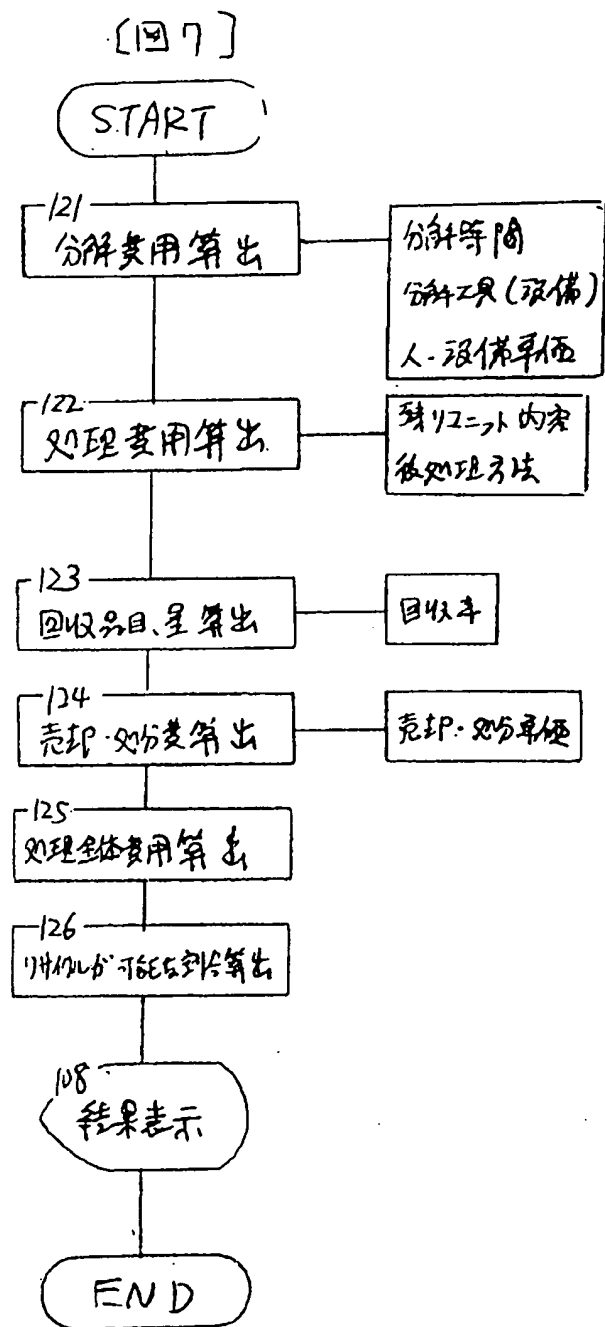 [図7]
START
121
分解費用算出
分解時間
分解工具(設備)
人・設備単価
122
処理費用算出
残りユニット内容
後処理方法
123
回収品目、量算出
回収率
124
売却・処分費算出
売却・処分単価
125
処理全体費用算出
126
リサイクルが可能な割合算出
108
結果表示
END